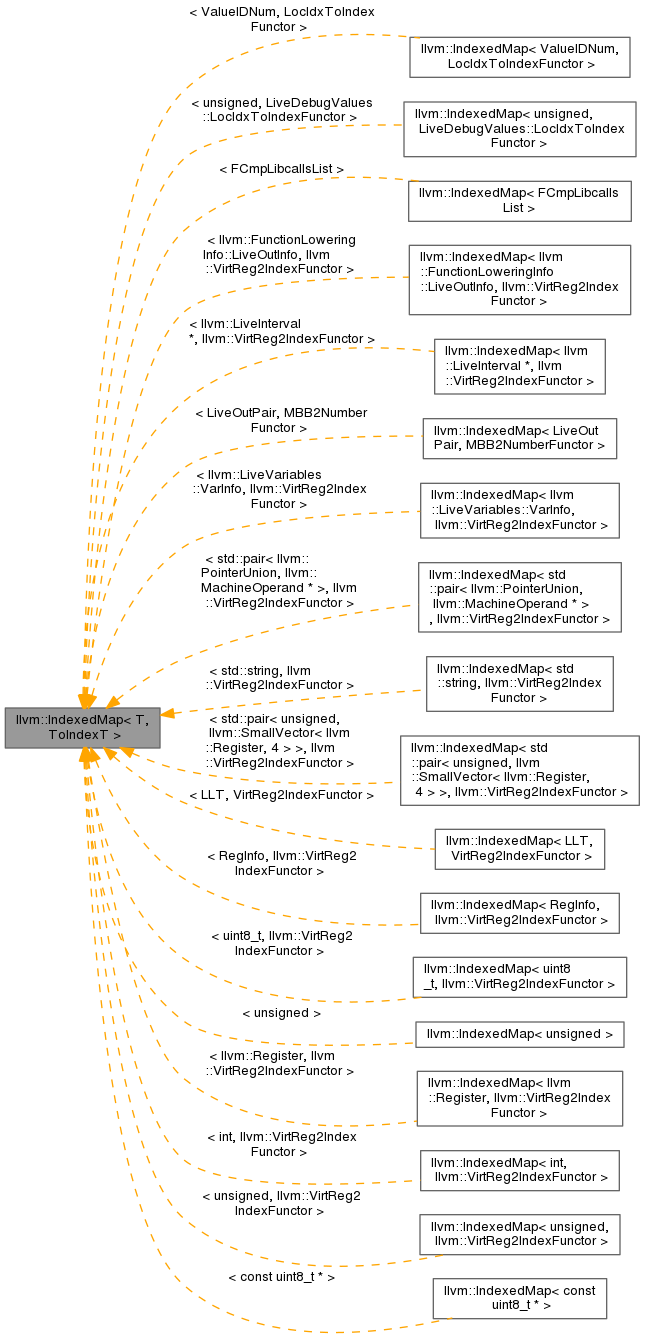 < ValueIDNum, LocIdxToIndex
Functor >
llvm::IndexedMap< ValueIDNum,
LocIdxToIndexFunctor >
< unsigned, LiveDebugValues
::LocIdxToIndexFunctor >
llvm::IndexedMap< unsigned,
LiveDebugValues::LocIdxToIndex
Functor >
< FCmpLibcallsList >
llvm::IndexedMap< FCmpLibcalls
List >
< llvm::FunctionLowering
Info::LiveOutInfo, llvm
::VirtReg2IndexFunctor >
llvm::IndexedMap< llvm
::FunctionLoweringInfo
::LiveOutInfo, llvm::VirtReg2Index
Functor >
< llvm::LiveInterval
*, llvm::VirtReg2IndexFunctor >
llvm::IndexedMap< llvm
::LiveInterval *, llvm
::VirtReg2IndexFunctor >
< LiveOutPair, MBB2Number
Functor >
llvm::IndexedMap< LiveOut
Pair, MBB2NumberFunctor >
< llvm::LiveVariables
::VarInfo, llvm::VirtReg2Index
Functor >
llvm::IndexedMap< llvm
::LiveVariables::VarInfo,
llvm::VirtReg2IndexFunctor >
< std::pair< llvm::
PointerUnion, llvm::
MachineOperand * >, llvm
::VirtReg2IndexFunctor >
llvm::IndexedMap< std
::pair< llvm::PointerUnion,
llvm::MachineOperand * >
, llvm::VirtReg2IndexFunctor >
< std::string, llvm
::VirtReg2IndexFunctor >
llvm::IndexedMap< std
::string, llvm::VirtReg2Index
Functor >
llvm::IndexedMap< T,
ToIndexT >
< std::pair< unsigned,
llvm::SmallVector< llvm
::Register, 4 > >, llvm
::VirtReg2IndexFunctor >
llvm::IndexedMap< std
::pair< unsigned, llvm
::SmallVector< llvm::Register,
4 > >, llvm::VirtReg2IndexFunctor >
< LLT, VirtReg2IndexFunctor >
llvm::IndexedMap< LLT,
VirtReg2IndexFunctor >
< RegInfo, llvm::VirtReg2
IndexFunctor >
llvm::IndexedMap< RegInfo,
llvm::VirtReg2IndexFunctor >
< uint8_t, llvm::VirtReg2
IndexFunctor >
llvm::IndexedMap< uint8
_t, llvm::VirtReg2IndexFunctor >
< unsigned >
llvm::IndexedMap< unsigned >
< llvm::Register, llvm
::VirtReg2IndexFunctor >
llvm::IndexedMap< llvm
::Register, llvm::VirtReg2Index
Functor >
< int, llvm::VirtReg2Index
Functor >
llvm::IndexedMap< int,
llvm::VirtReg2IndexFunctor >
< unsigned, llvm::VirtReg2
IndexFunctor >
llvm::IndexedMap< unsigned,
llvm::VirtReg2IndexFunctor >
< const uint8_t * >
llvm::IndexedMap< const
uint8_t * >